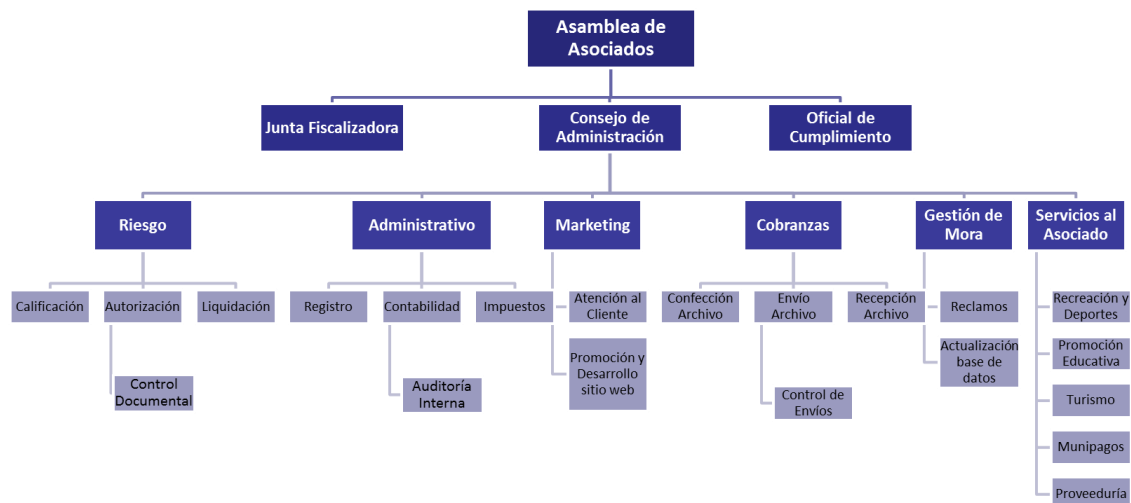 Asamblea de
Asociados
Junta Fiscalizadora
Consejo de
Administración
Oficial de
Cumplimiento
Riesgo
Administrativo
Marketing
Cobranzas
Gestión de
Mora
Servicios al
Asociado
Calificación
Autorización
Liquidación
Control
Documental
Registro
Contabilidad
Impuestos
Auditoría
Interna
Atención al
Cliente
Promoción y
Desarrollo
sitio web
Confección
Archivo
Envío
Archivo
Recepción
Archivo
Control de
Envíos
Reclamos
Actualización
base de
datos
Recreación y
Deportes
Promoción
Educativa
Turismo
Munipagos
Proveeduría